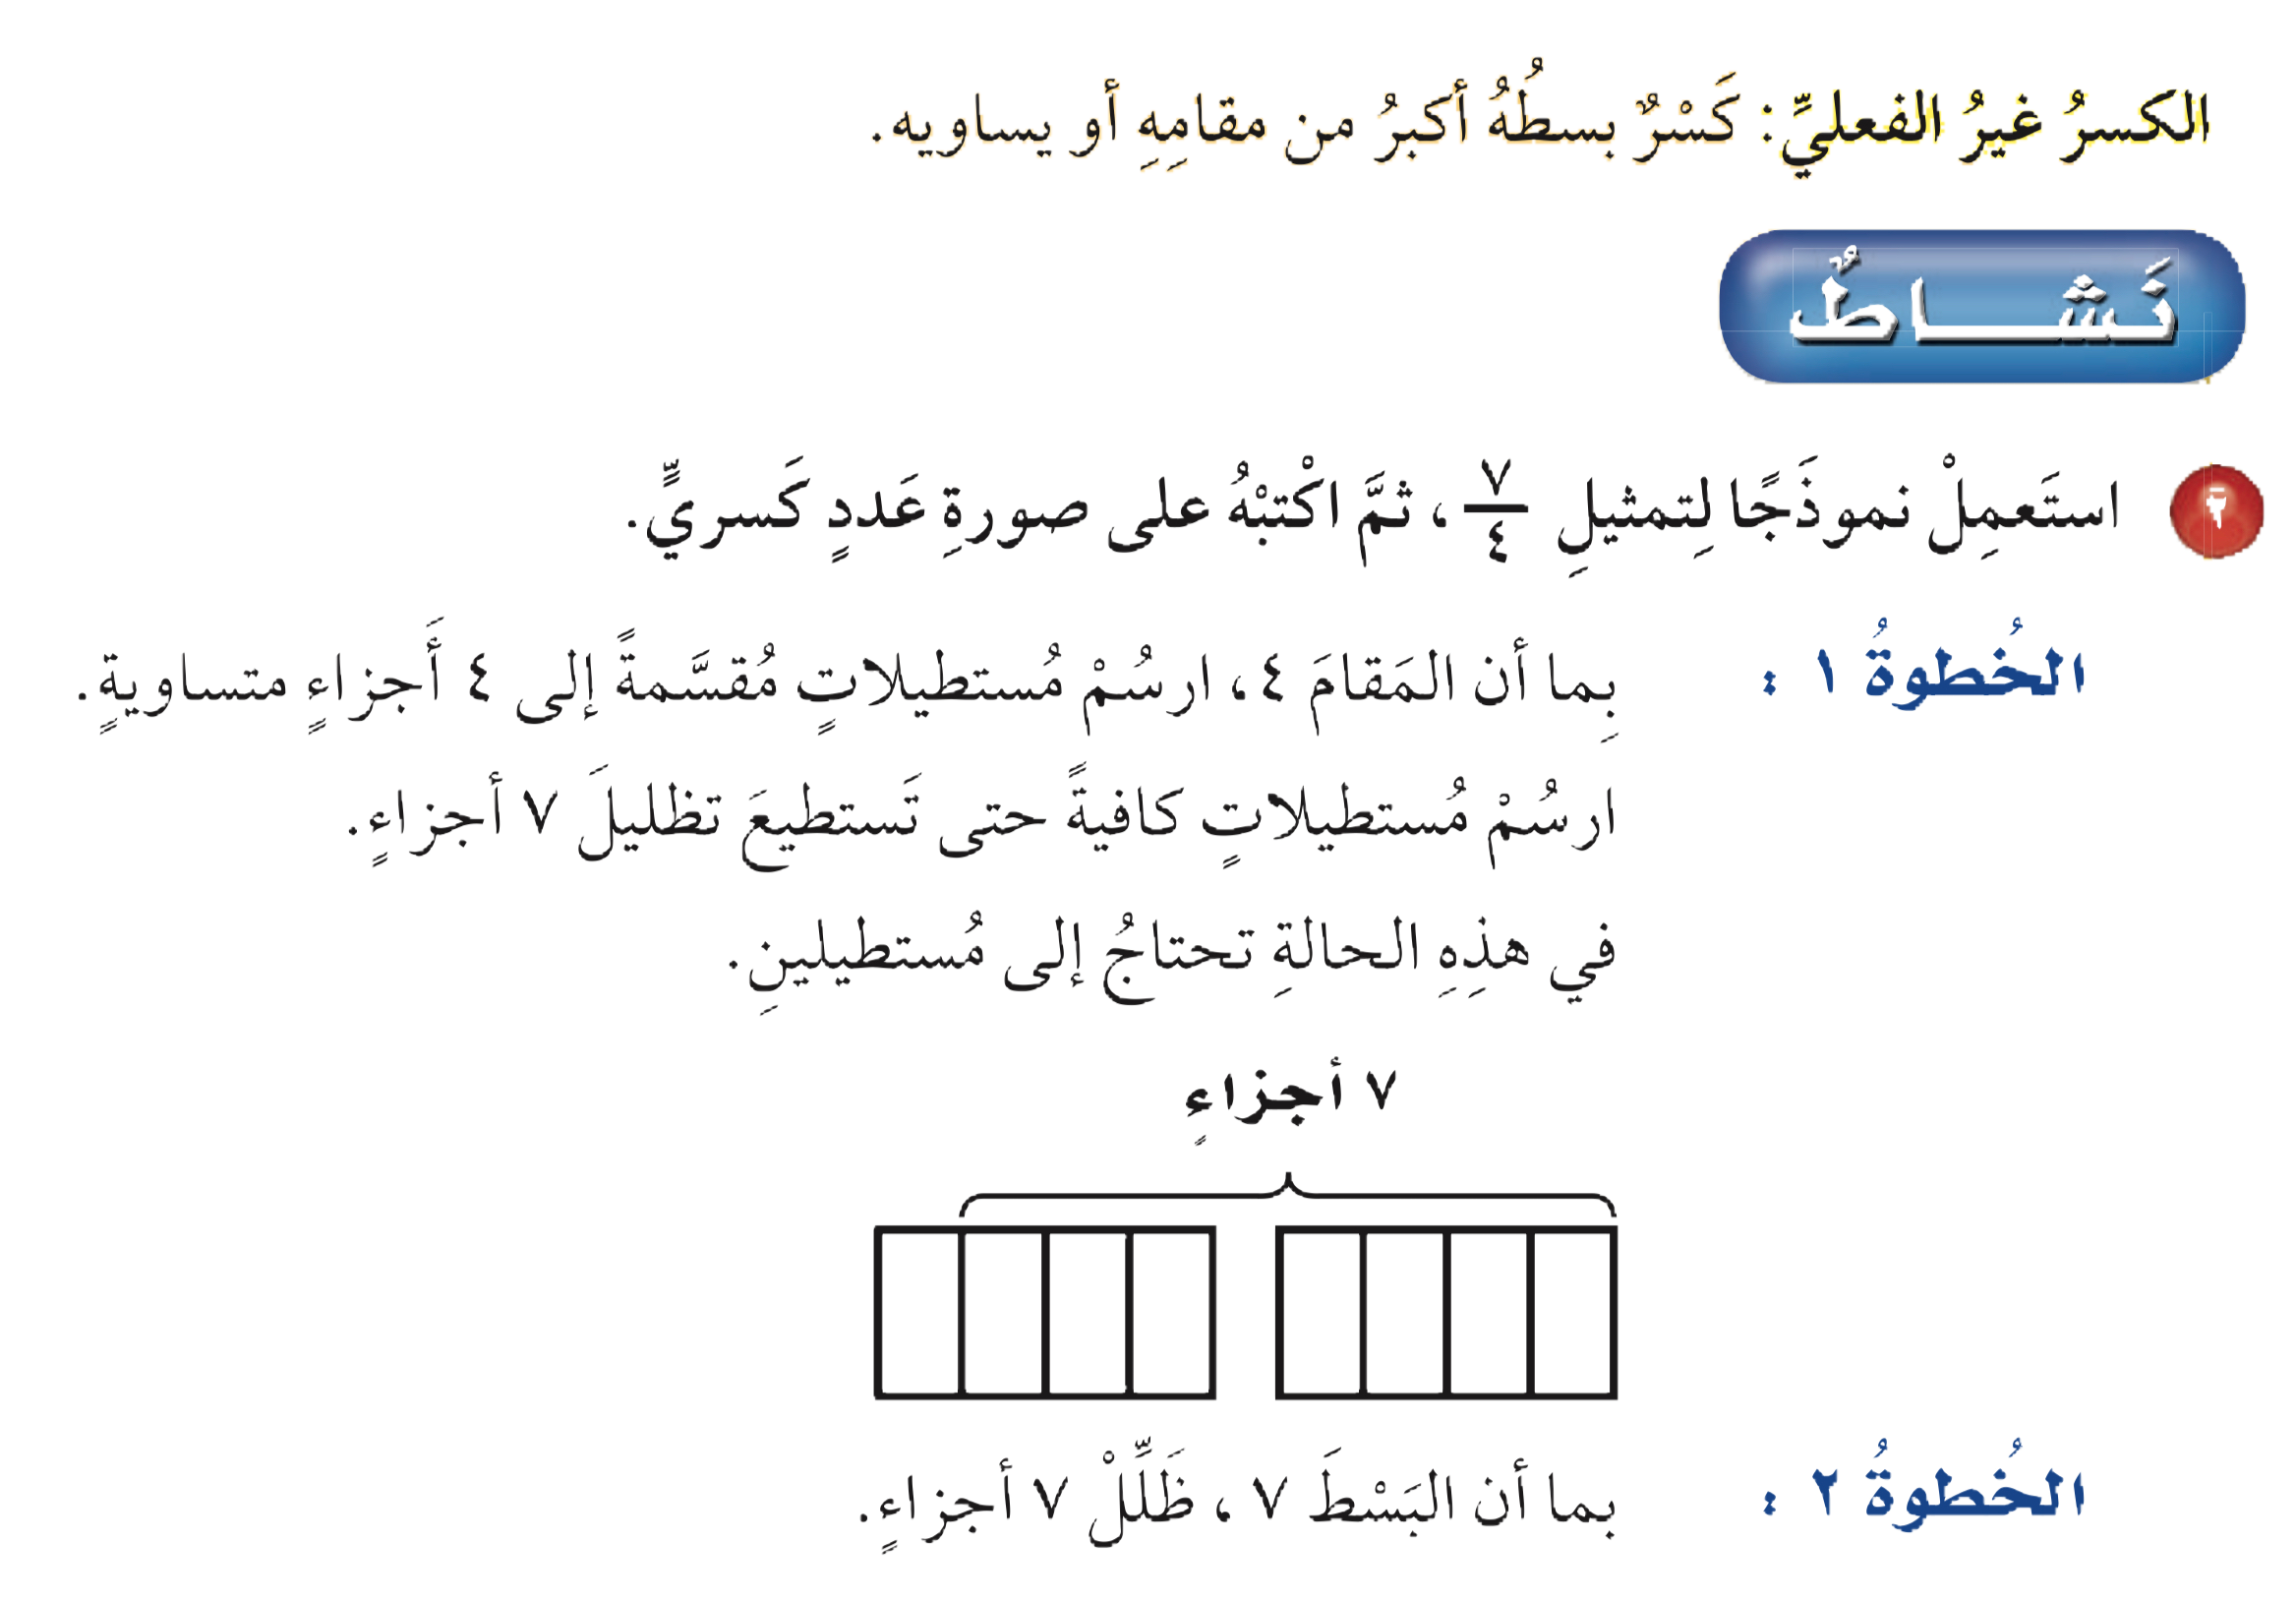 الكسرُ غيرُ الفعليِّ: كَسْرٌ بسطُهُ أكبرُ من مقامِهِ أو يساويه.
نَشـــاطٌ
٢ استَعمِلْ نموذَجًا لِتمثيلِ ٧/٤ ، ثمَّ اكْتبْهُ على صورةِ عَددٍ كَسريٍّ.
الخُطوةُ ١ : بِما أن المَقامَ ٤، ارسُمْ مُستطيلاتٍ مُقسَّمةً إلى ٤ أَجزاءٍ متساويةٍ.
ارسُمْ مُستطيلاتٍ كافيةً حتى تَستطيعَ تظليلَ ٧ أجزاءٍ.
في هذِهِ الحالةِ تحتاجُ إلى مُستطيلينِ.
٧ أجزاءٍ
الخُطوةُ ٢ : بما أن البَسْطَ ٧ ، ظَلِّلْ ٧ أجزاءٍ.